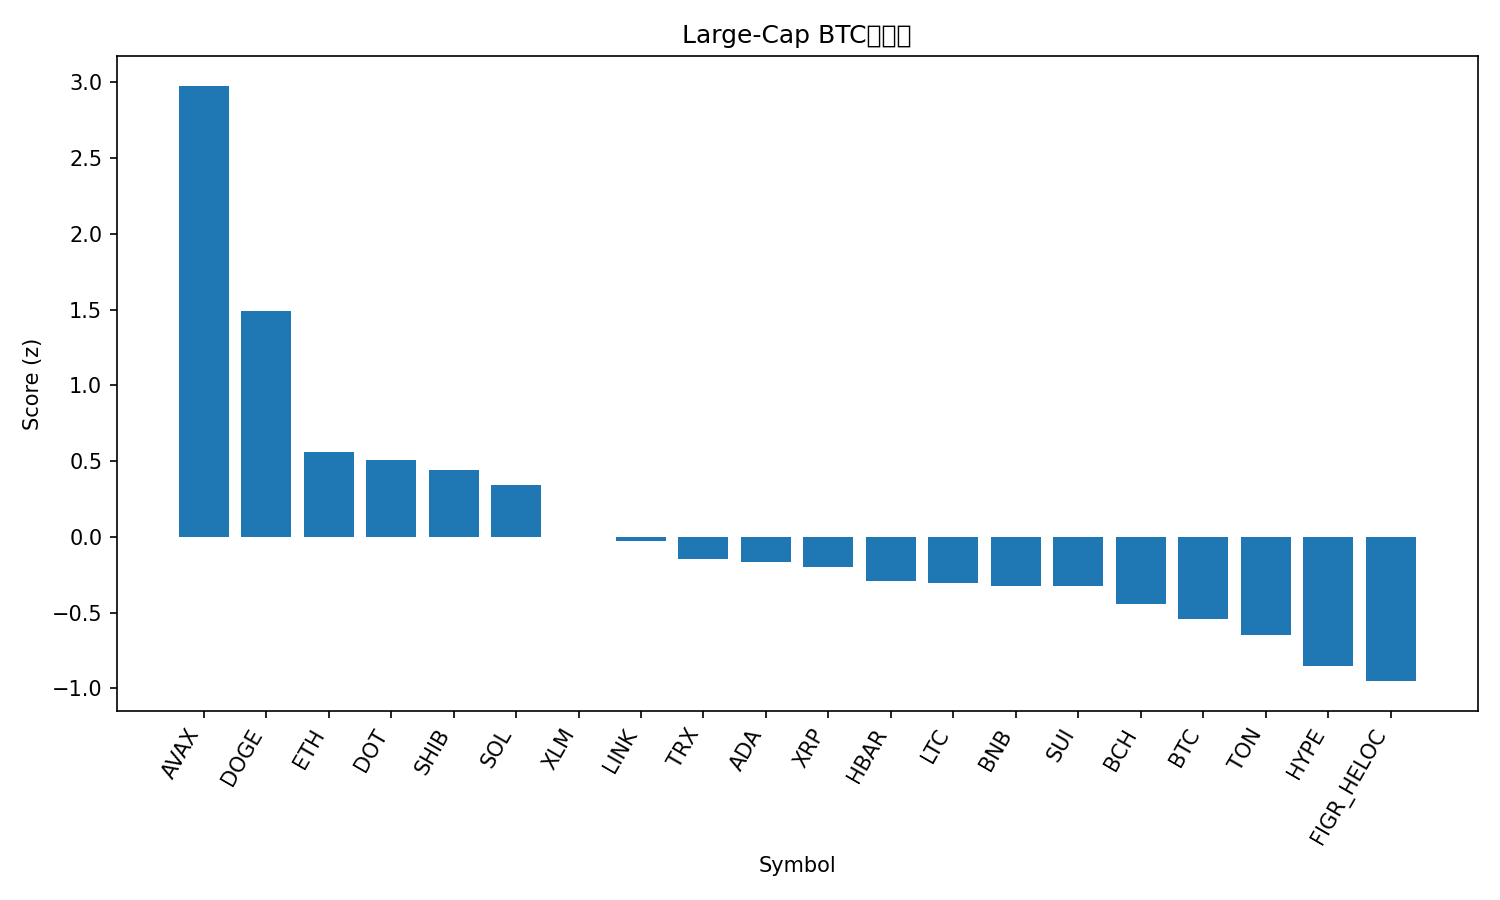 Large-Cap BTC
3.0
2.5
2.0
1.5
1.0
0.5
0.0
−0.5
−1.0
Score (z)
AVAX
DOGE
ETH
DOT
SHIB
SOL
XLM
LINK
TRX
ADA
XRP
HBAR
LTC
BNB
SUI
BCH
BTC
TON
HYPE
FIGR_HELOC
Symbol